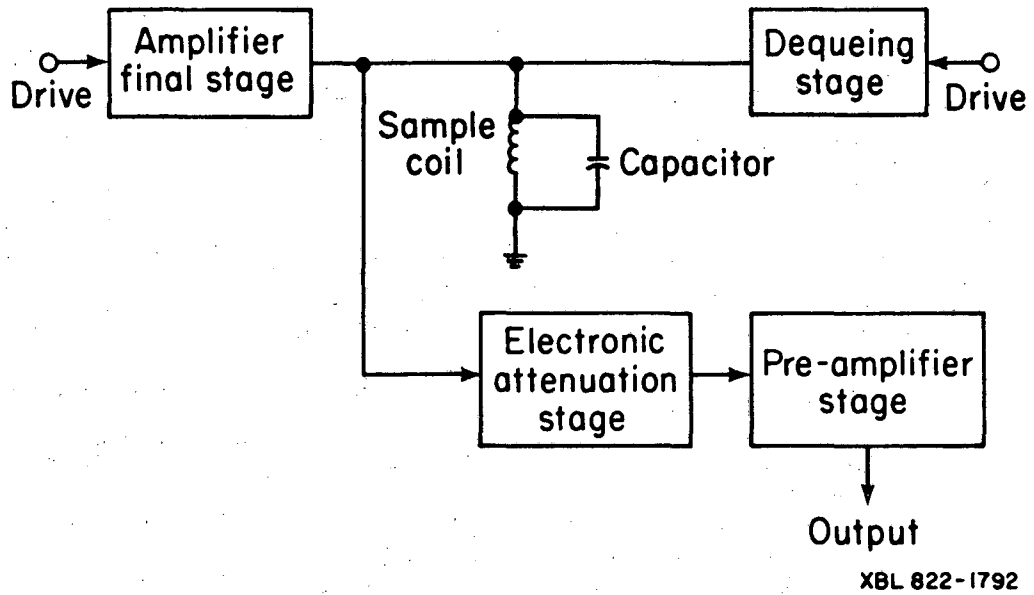 Amplifier
final stage
Drive
Dequeing
stage
Drive
Sample
coil
Capacitor
Electronic
attenuation
stage
Pre-amplifier
stage
Output
XBL 822-1792